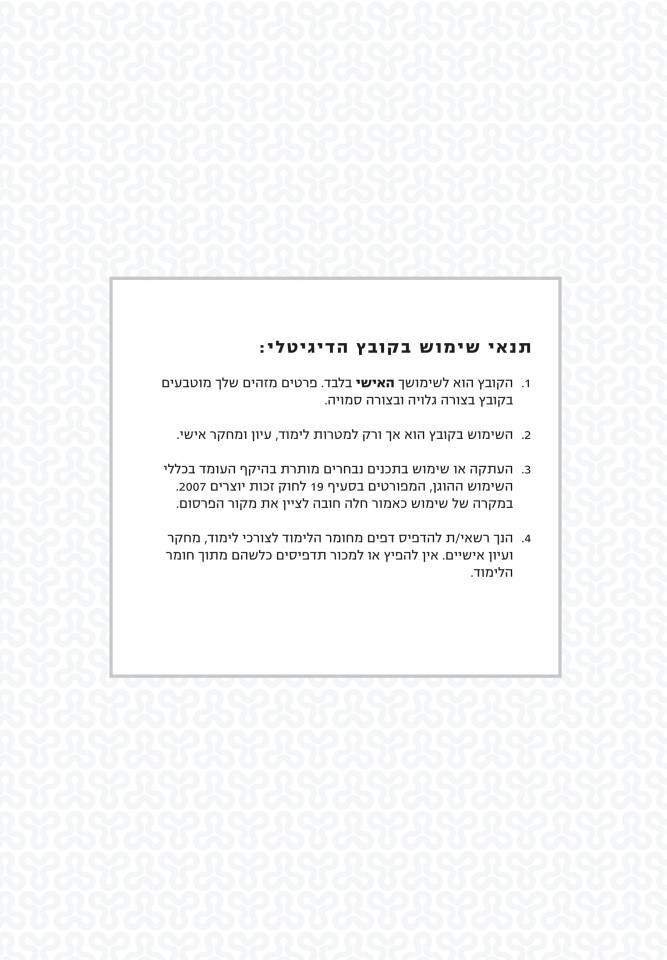 תנאי שימוש בקובץ הדיגיטלי:
1. הקובץ הוא לשימושך האישי בלבד. פרטים מזהים שלך מוטבעים
בקובץ בצורה גלויה ובצורה סמויה.
2. השימוש בקובץ הוא אך ורק למטרות לימוד, עיון ומחקר אישי.
3. העתקה או שימוש בתכנים נבחרים מותרת בהיקף העומד בכללי
השימוש ההוגן, המפורטים בסעיף 19 לחוק זכות יוצרים 2007.
במקרה של שימוש כאמור חלה חובה לציין את מקור הפרסום.
4. הנך רשאי/ת להדפיס דפים מחומר הלימוד לצורכי לימוד, מחקר
ועיון אישיים. אין להפיץ או למכור תדפיסים כלשהם מתוך חומר
הלימוד.